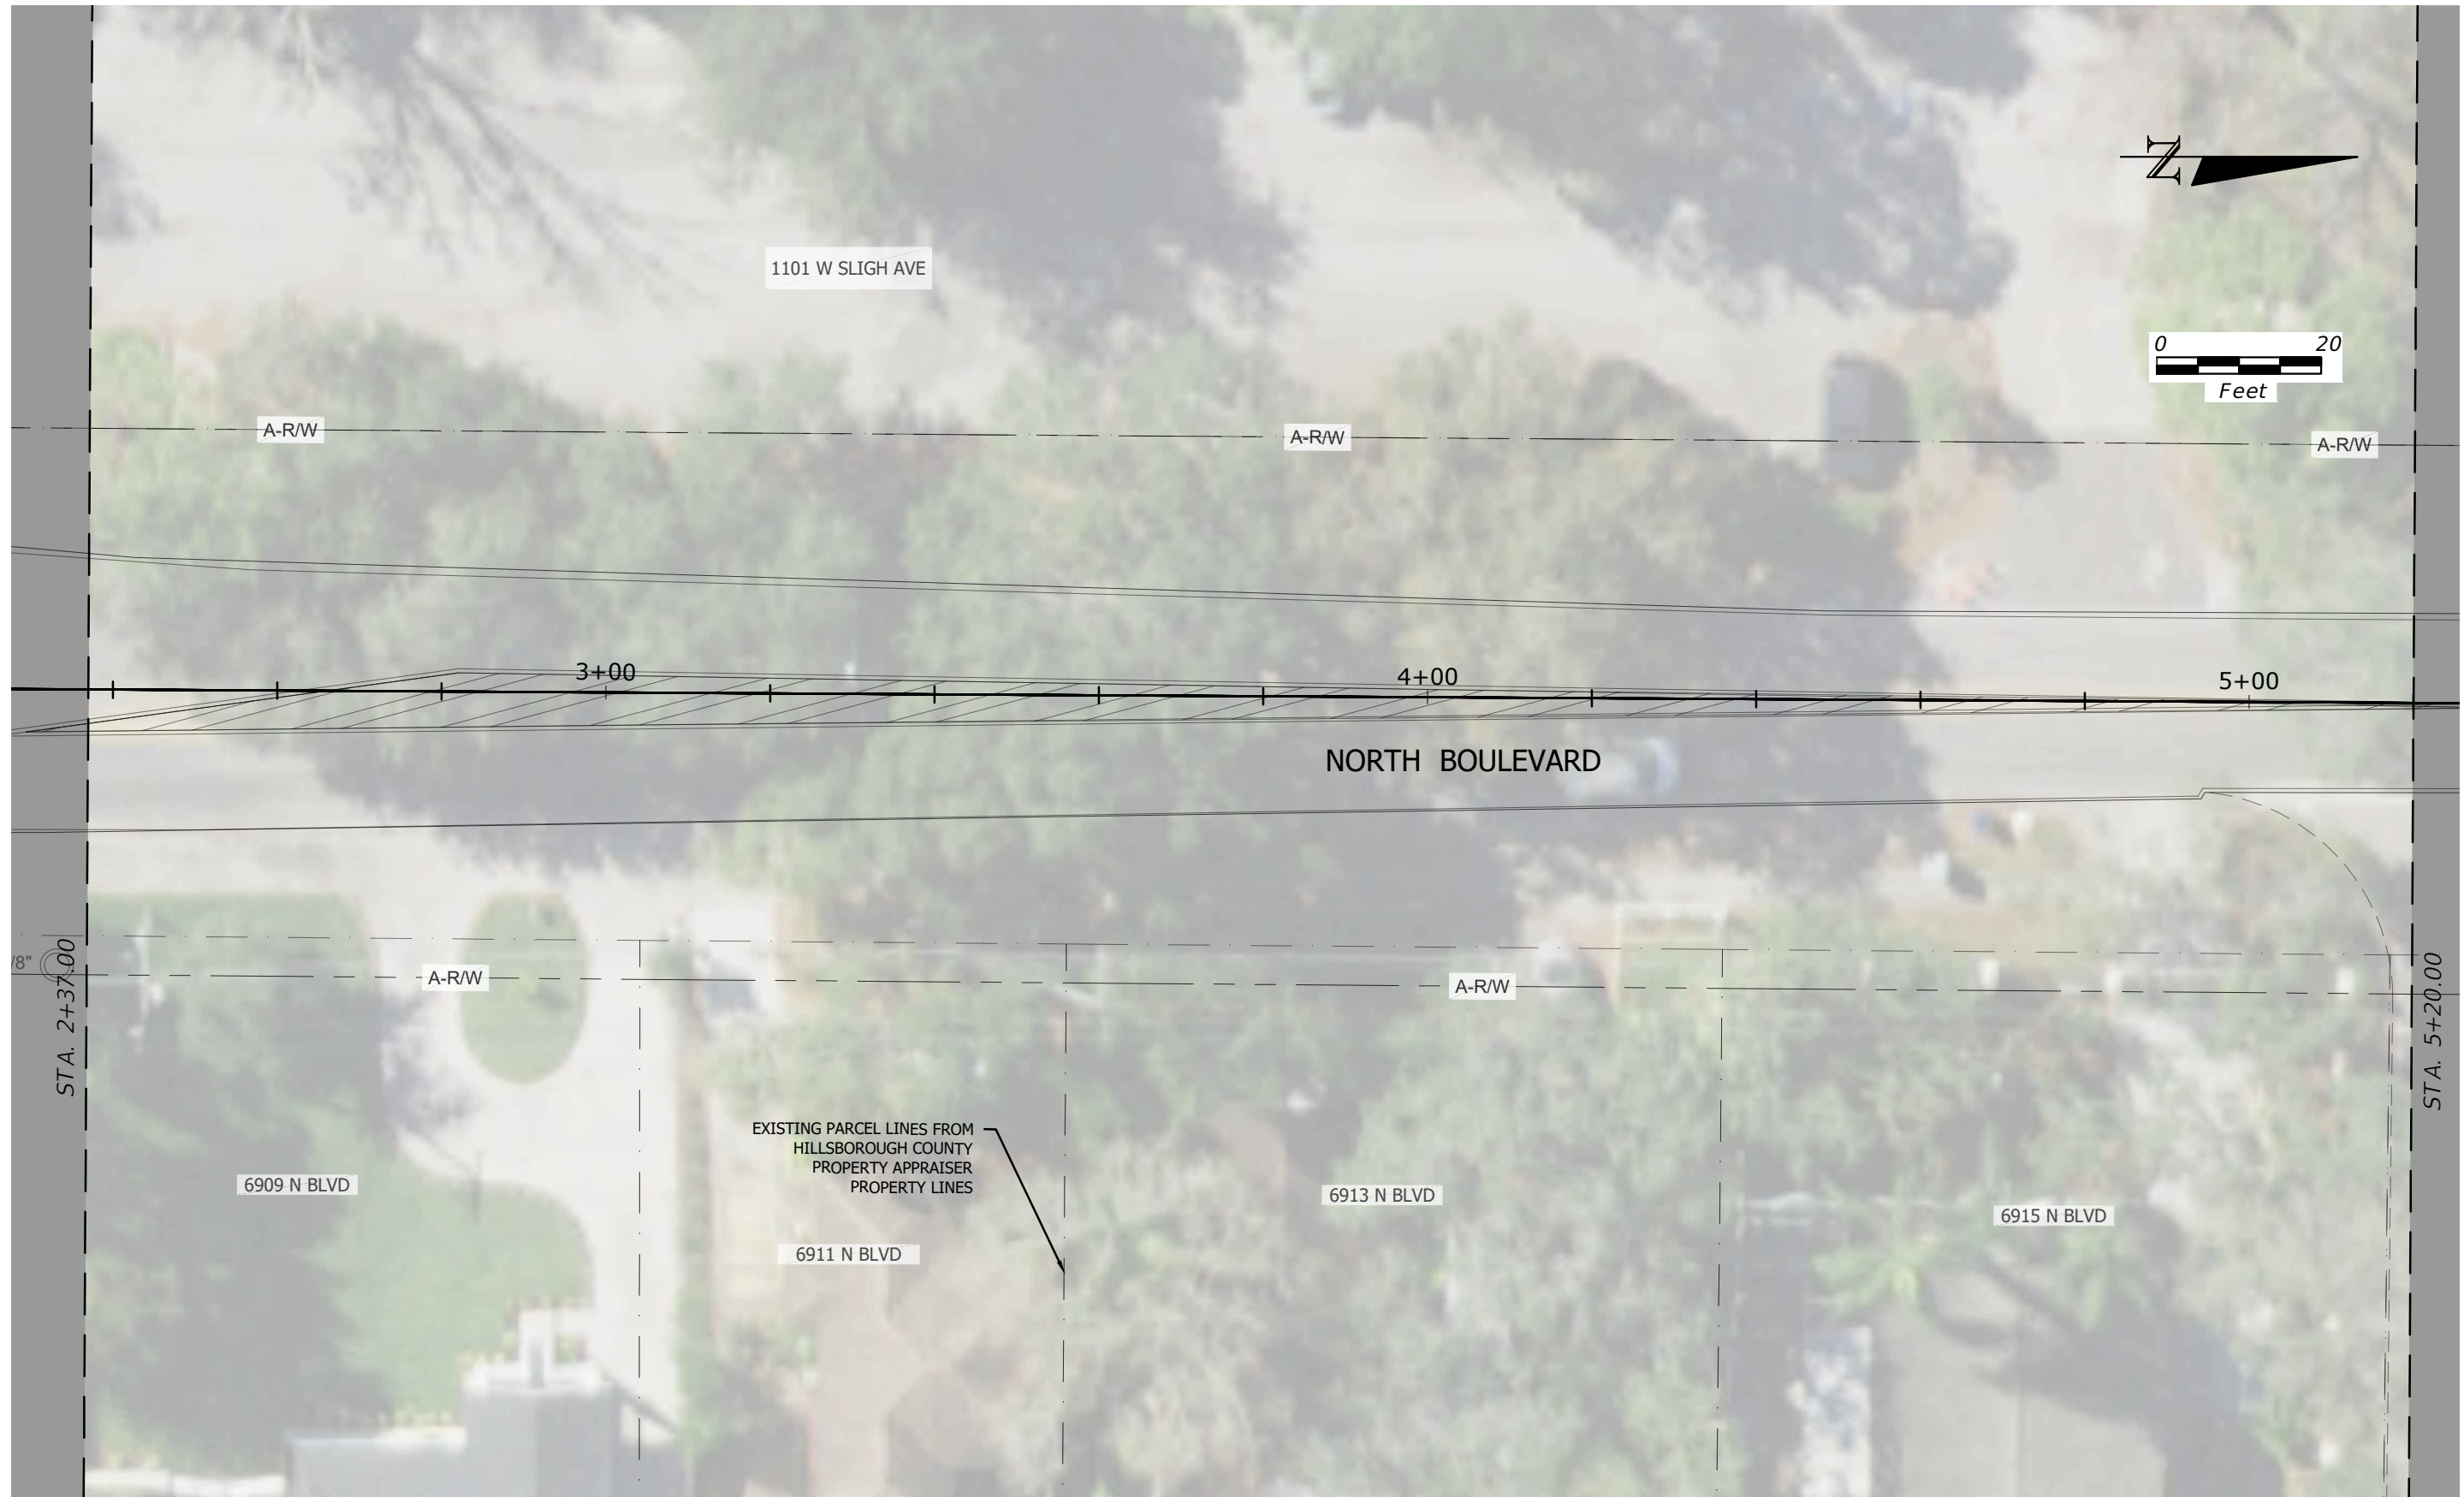 N
1101 W SLIGH AVE
0 20
Feet
A-R/W
A-R/W
A-R/W
3+00
4+00
5+00
NORTH BOULEVARD
/8"
STA. 2+37.00
A-R/W
A-R/W
STA. 5+20.00
EXISTING PARCEL LINES FROM
HILLSBOROUGH COUNTY
PROPERTY APPRAISER
PROPERTY LINES
6909 N BLVD
6911 N BLVD
6913 N BLVD
6915 N BLVD